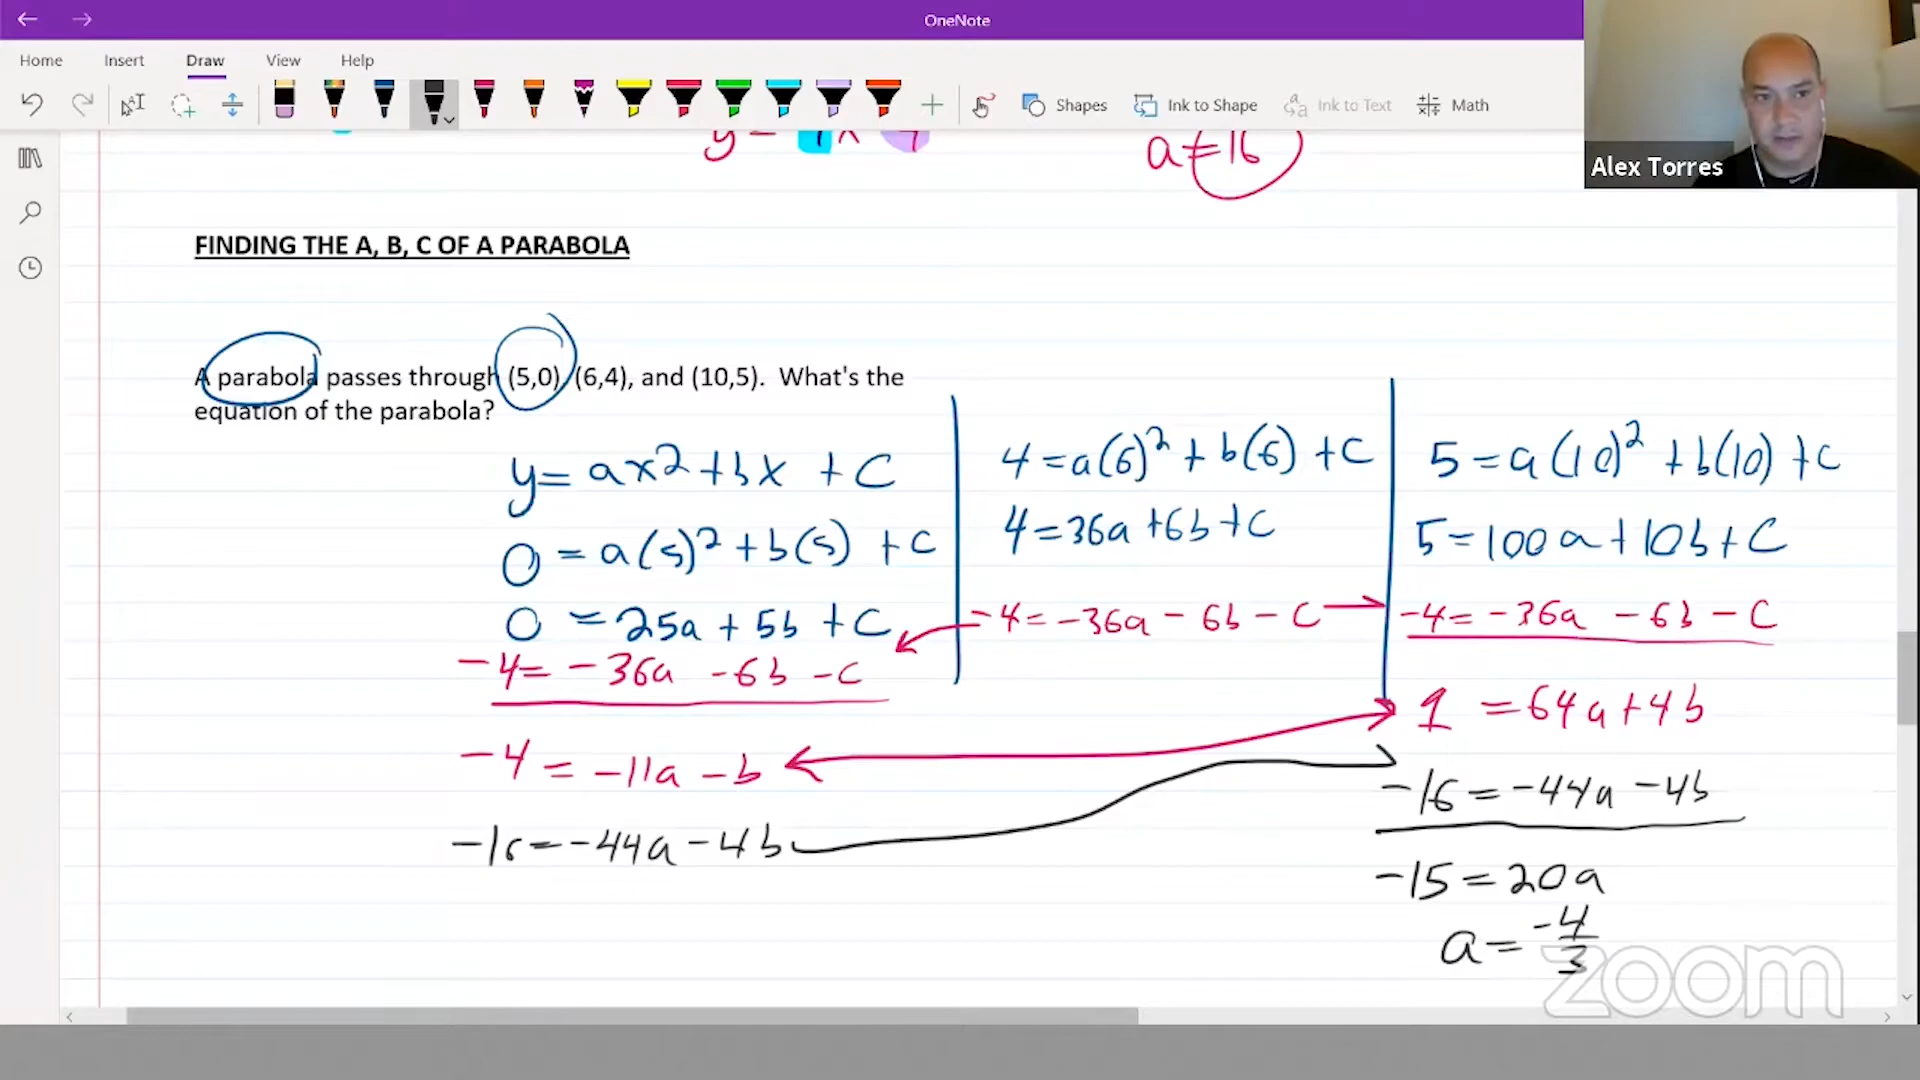 OneNote
Home Insert Draw View Help
Shapes Ink to Shape Ink to Text Math
Alex Torres
a=16
FINDING THE A, B, C OF A PARABOLA
A parabola passes through (5,0), (6,4), and (10,5). What's the
equation of the parabola?
y=ax²+bx+c
0=a(5)²+b(5)+c
0=25a+5b+c
-4=-36a-6b-c
-4=-11a-b
-16=-44a-4b
4=a(6)²+b(6)+c
4=36a+6b+c
-4=-36a-6b-c
5=a(10)²+b(10)+c
5=100a+10b+c
-4=-36a-6b-c
1=64a+4b
-16=-44a-4b
-15=20a
a=-4/3
zoom